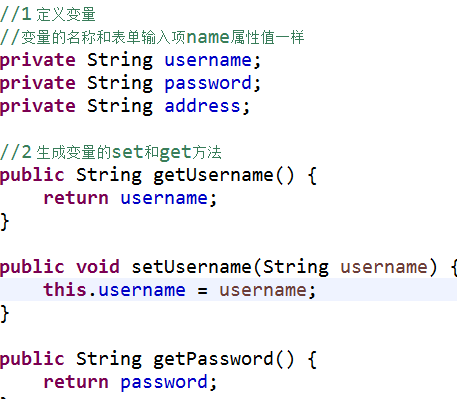 //1 定义变量
//变量的名称和表单输入项name属性值一样
private String username;
private String password;
private String address;
//2 生成变量的set和get方法
public String getUsername() {
return username;
}
public void setUsername(String username) {
this.username = username;
}
public String getPassword() {
return password;